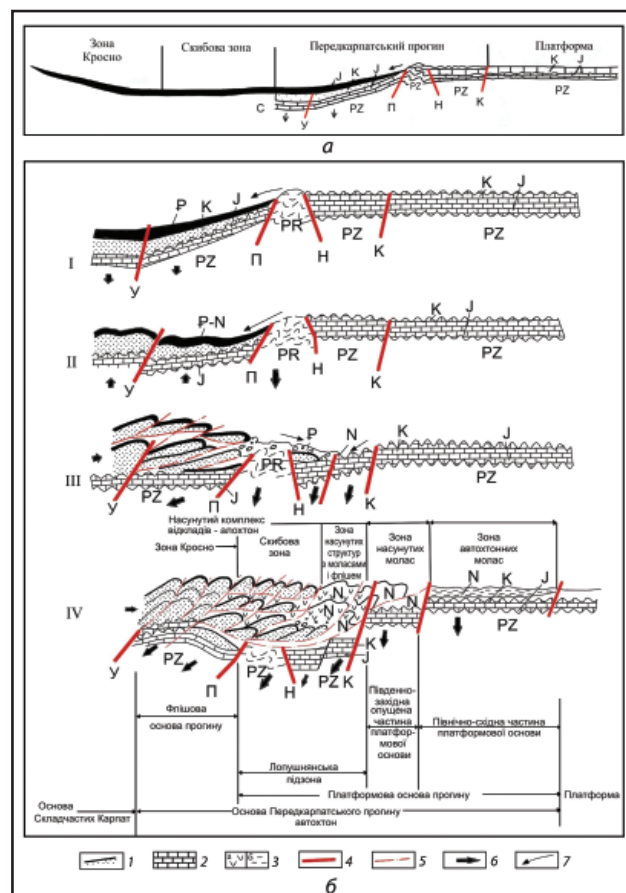 Зона
Кросно
Скибова зона
Передкарпатський прогин
Платформа
J K PZ PZ K J
C PZ П Н PZ К PZ
У
а
P K J K J
I PZ PR PZ PZ
П Н К
У
P-N K J
II PR PZ PZ
У J П Н К
P N K J
III PR PZ
PZ
У П J Н К
Насунутий комплекс
відкладів - алохтон
Зона Кросно
Скибова зона
Зона
насунутих
структур
з моласами
і флішем
Зона
насунутих
молас
Зона
автохтонних
молас
N N N N N N K J
IV PZ
K
J
У PZ П PZ Н PZ К
Флішова
основа прогину
Південно-
західна
опущена
частина
платфор-
мової
основи
Північно-східна частина
платформової основи
Лопушнянська
підзона
Платформова основа прогину
Основа
Складчастих Карпат
Основа Передкарпатського прогину
автохтон
Платформа
1 2 а б 3 4 5 6 7
б